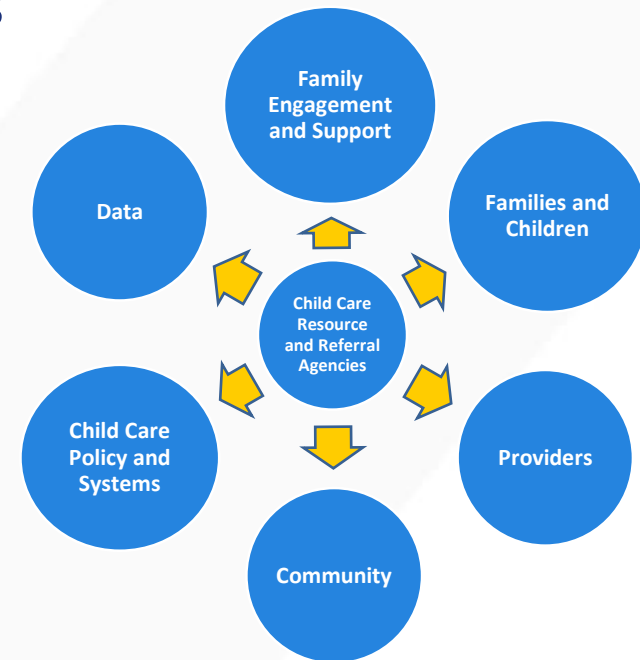 Family
Engagement
and Support
Data
Families and
Children
Child Care
Resource
and Referral
Agencies
Child Care
Policy and
Systems
Providers
Community